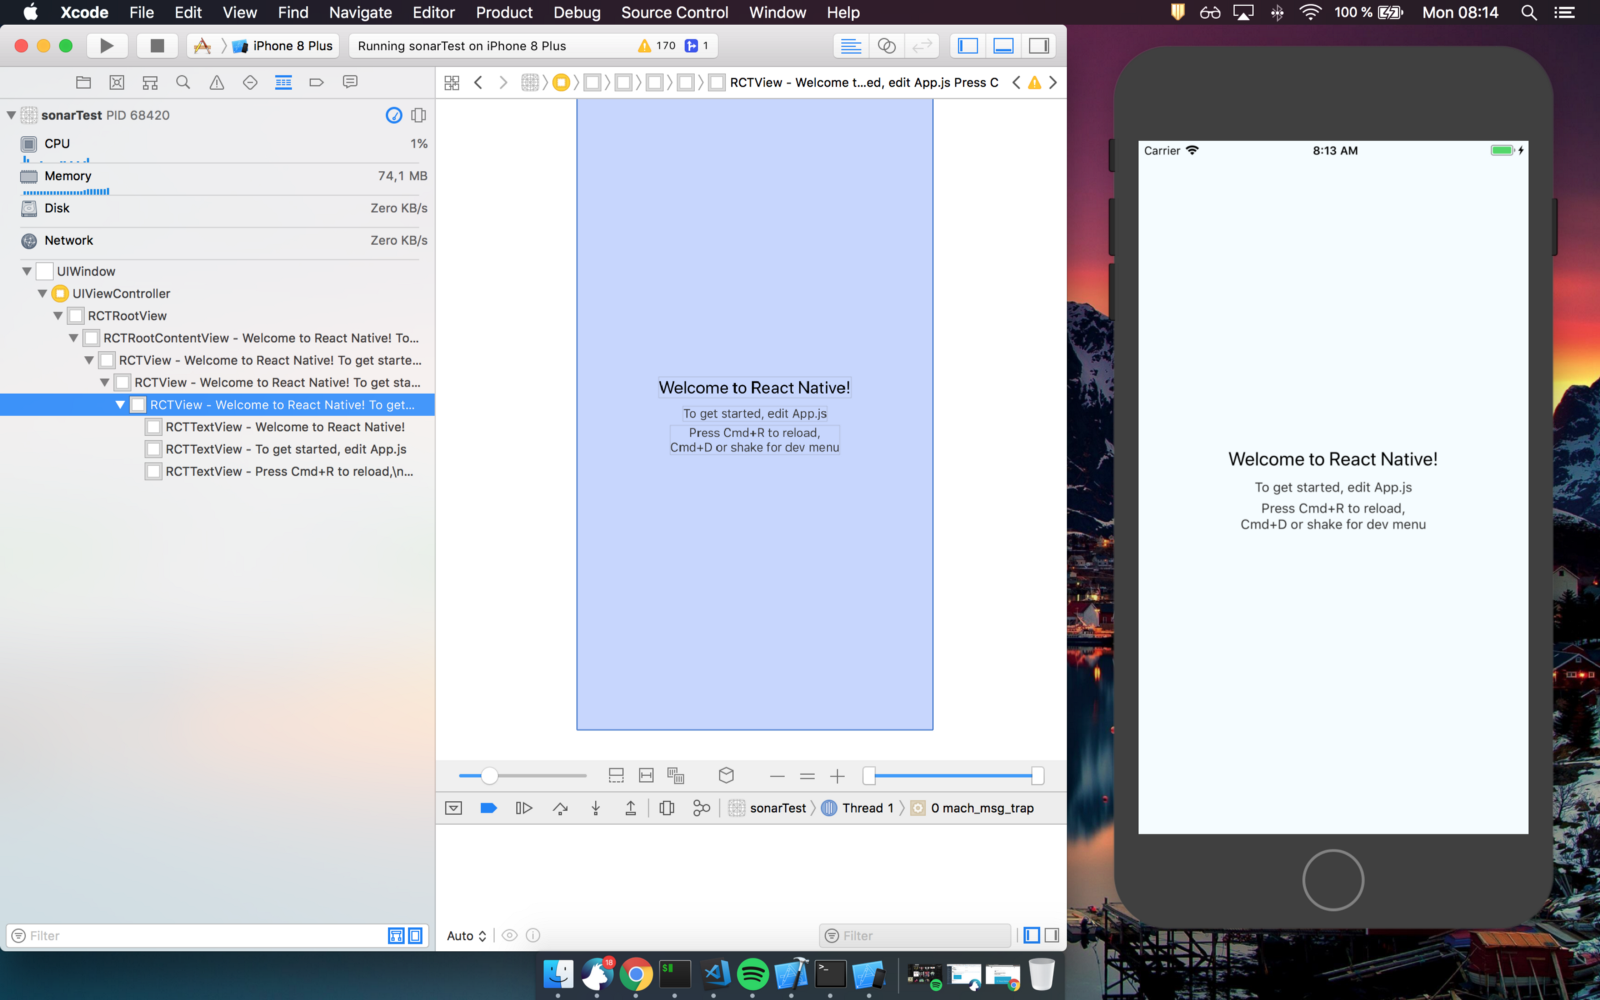 Xcode File Edit View Find Navigate Editor Product Debug Source Control Window Help 100 % Mon 08:14
iPhone 8 Plus Running sonarTest on iPhone 8 Plus 170 1
RCTView - Welcome t...ed, edit App.js Press C
sonarTest PID 68420
CPU 1%
Memory 74,1 MB
Disk Zero KB/s
Network Zero KB/s
UIWindow
UIViewController
RCTRootView
RCTRootContentView - Welcome to React Native! To...
RCTView - Welcome to React Native! To get starte...
RCTView - Welcome to React Native! To get sta...
RCTView - Welcome to React Native! To get...
RCTTextView - Welcome to React Native!
RCTTextView - To get started, edit App.js
RCTTextView - Press Cmd+R to reload,\n...
Filter
Welcome to React Native!
To get started, edit App.js
Press Cmd+R to reload,
Cmd+D or shake for dev menu
sonarTest Thread 1 0 mach_msg_trap
Auto Filter
Carrier 8:13 AM
Welcome to React Native!
To get started, edit App.js
Press Cmd+R to reload,
Cmd+D or shake for dev menu
18